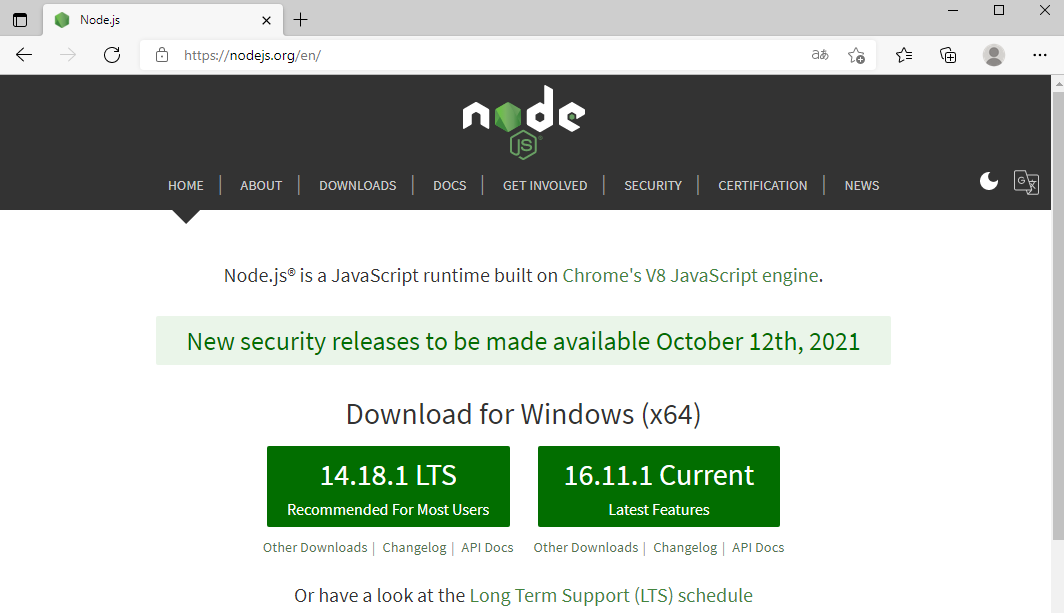 Node.js
https://nodejs.org/en/
aあ
node
JS
HOME | ABOUT | DOWNLOADS | DOCS | GET INVOLVED | SECURITY | CERTIFICATION | NEWS
Node.js® is a JavaScript runtime built on Chrome's V8 JavaScript engine.
New security releases to be made available October 12th, 2021
Download for Windows (x64)
14.18.1 LTS
Recommended For Most Users
Other Downloads | Changelog | API Docs
16.11.1 Current
Latest Features
Other Downloads | Changelog | API Docs
Or have a look at the Long Term Support (LTS) schedule